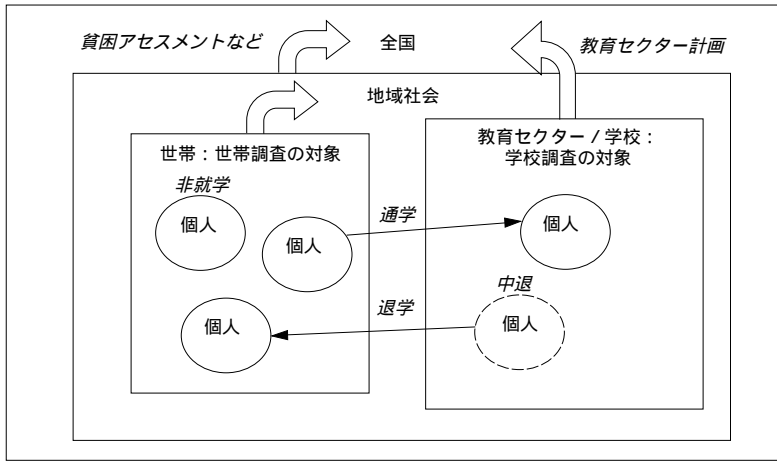 貧困アセスメントなど
全国
教育セクター計画
地域社会
世帯：世帯調査の対象
教育セクター / 学校：
学校調査の対象
非就学
個人
個人
通学
個人
中退
個人
退学
個人